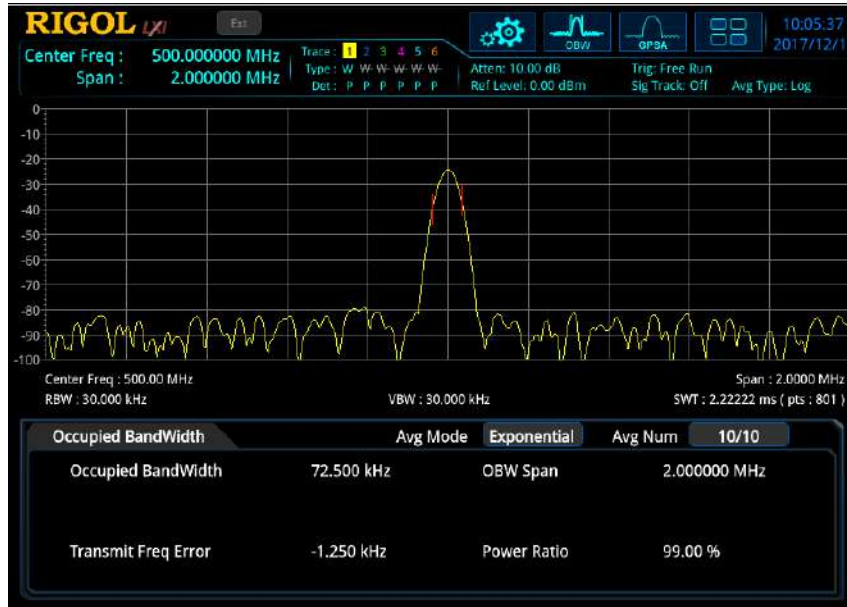 RIGOL LXI Ext 10:05:37
OBW GPSA 2017/12/1
Center Freq : 500.000000 MHz
Span : 2.000000 MHz
Trace : 1 2 3 4 5 6
Type : W W W W W W
Det : P P P P P P
Atten: 10.00 dB
Ref Level: 0.00 dBm
Trig: Free Run
Sig Track: Off Avg Type: Log
0
-10
-20
-30
-40
-50
-60
-70
-80
-90
-100
Center Freq : 500.00 MHz Span : 2.0000 MHz
RBW : 30.000 kHz VBW : 30.000 kHz SWT : 2.22222 ms ( pts : 801 )
Occupied BandWidth Avg Mode Exponential Avg Num 10/10
Occupied BandWidth 72.500 kHz OBW Span 2.000000 MHz
Transmit Freq Error -1.250 kHz Power Ratio 99.00 %